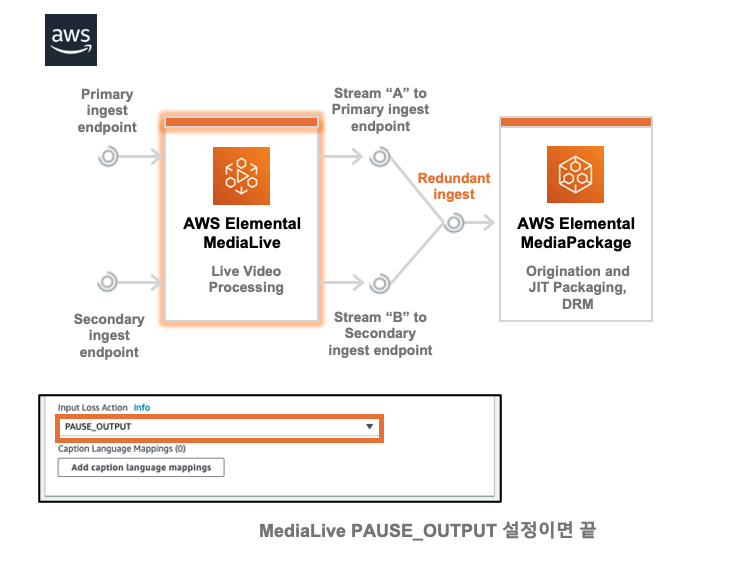 aws
Primary
ingest
endpoint
Stream “A” to
Primary ingest
endpoint
Redundant
ingest
AWS Elemental
MediaLive
Live Video
Processing
AWS Elemental
MediaPackage
Origination and
JIT Packaging,
DRM
Secondary
ingest
endpoint
Stream “B” to
Secondary
ingest endpoint
Input Loss Action Info
PAUSE_OUTPUT
Caption Language Mappings (0)
Add caption language mappings
MediaLive PAUSE_OUTPUT 설정이면 끝